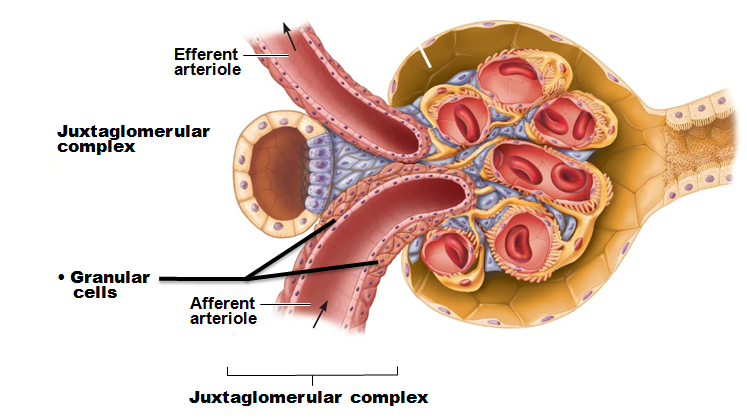 Efferent
arteriole
Juxtaglomerular
complex
• Granular
cells
Afferent
arteriole
Juxtaglomerular complex